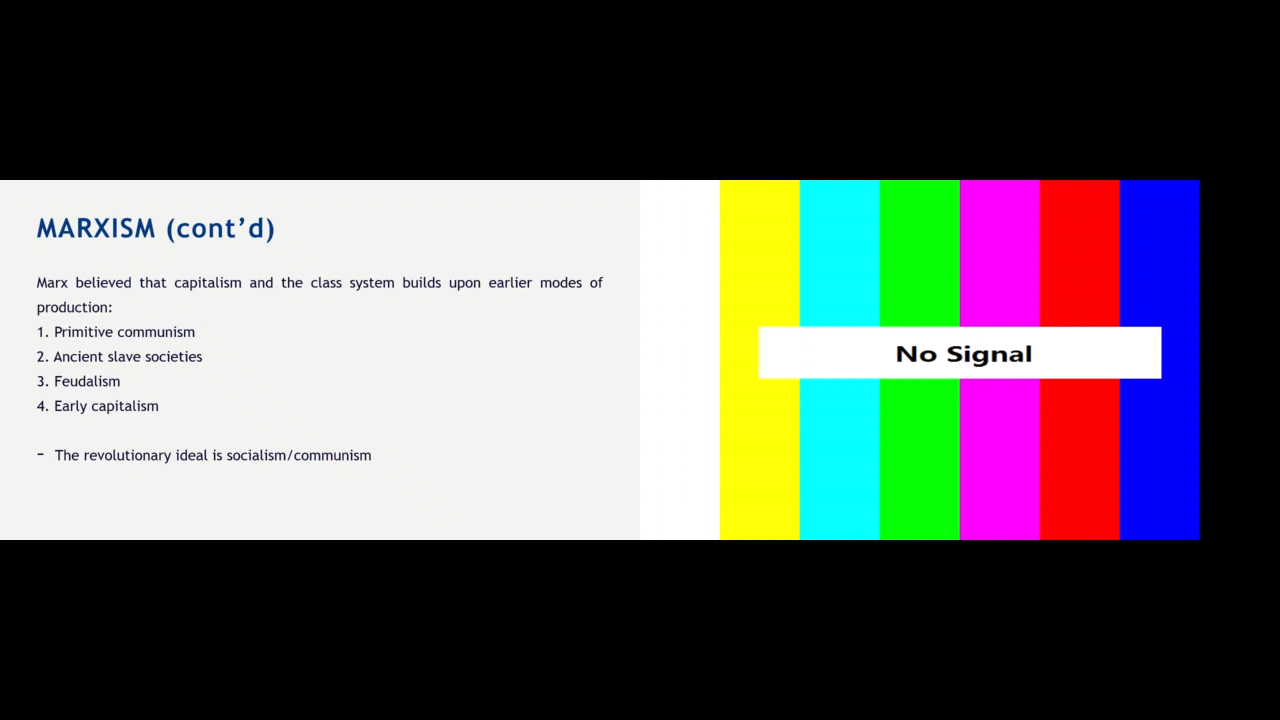 MARXISM (cont’d)
Marx believed that capitalism and the class system builds upon earlier modes of
production:
1. Primitive communism
2. Ancient slave societies
3. Feudalism
4. Early capitalism
- The revolutionary ideal is socialism/communism
No Signal